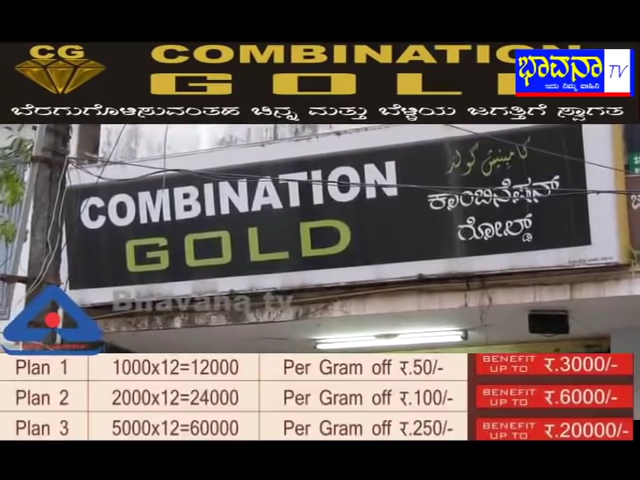 CG
COMBINATION
GOLD
ಭಾವನಾ TV
ಇದು ನಿಮ್ಮ ವಾಹಿನಿ
ಬೆರಗುಗೊಳಿಸುವಂತಹ ಚಿನ್ನ ಮತ್ತು ಬೆಳ್ಳಿಯ ಜಗತ್ತಿಗೆ ಸ್ವಾಗತ
COMBINATION
GOLD
ಕಾಂಬಿನೆಷನ್
ಗೋಲ್ಡ್
Bhavana tv
Plan 1 1000x12=12000 Per Gram off ₹.50/- BENEFIT UP TO ₹.3000/-
Plan 2 2000x12=24000 Per Gram off ₹.100/- BENEFIT UP TO ₹.6000/-
Plan 3 5000x12=60000 Per Gram off ₹.250/- BENEFIT UP TO ₹.20000/-